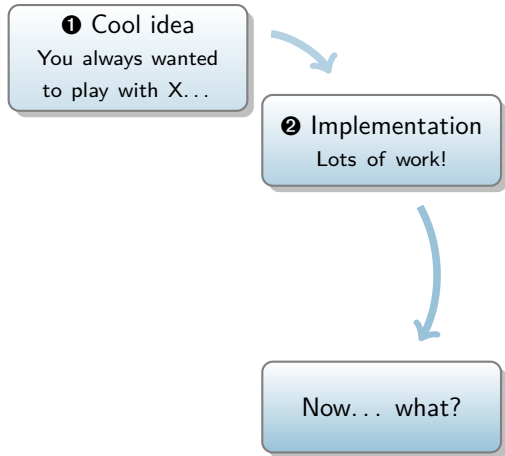 ❶ Cool idea
You always wanted
to play with X. . .
❷ Implementation
Lots of work!
Now. . . what?